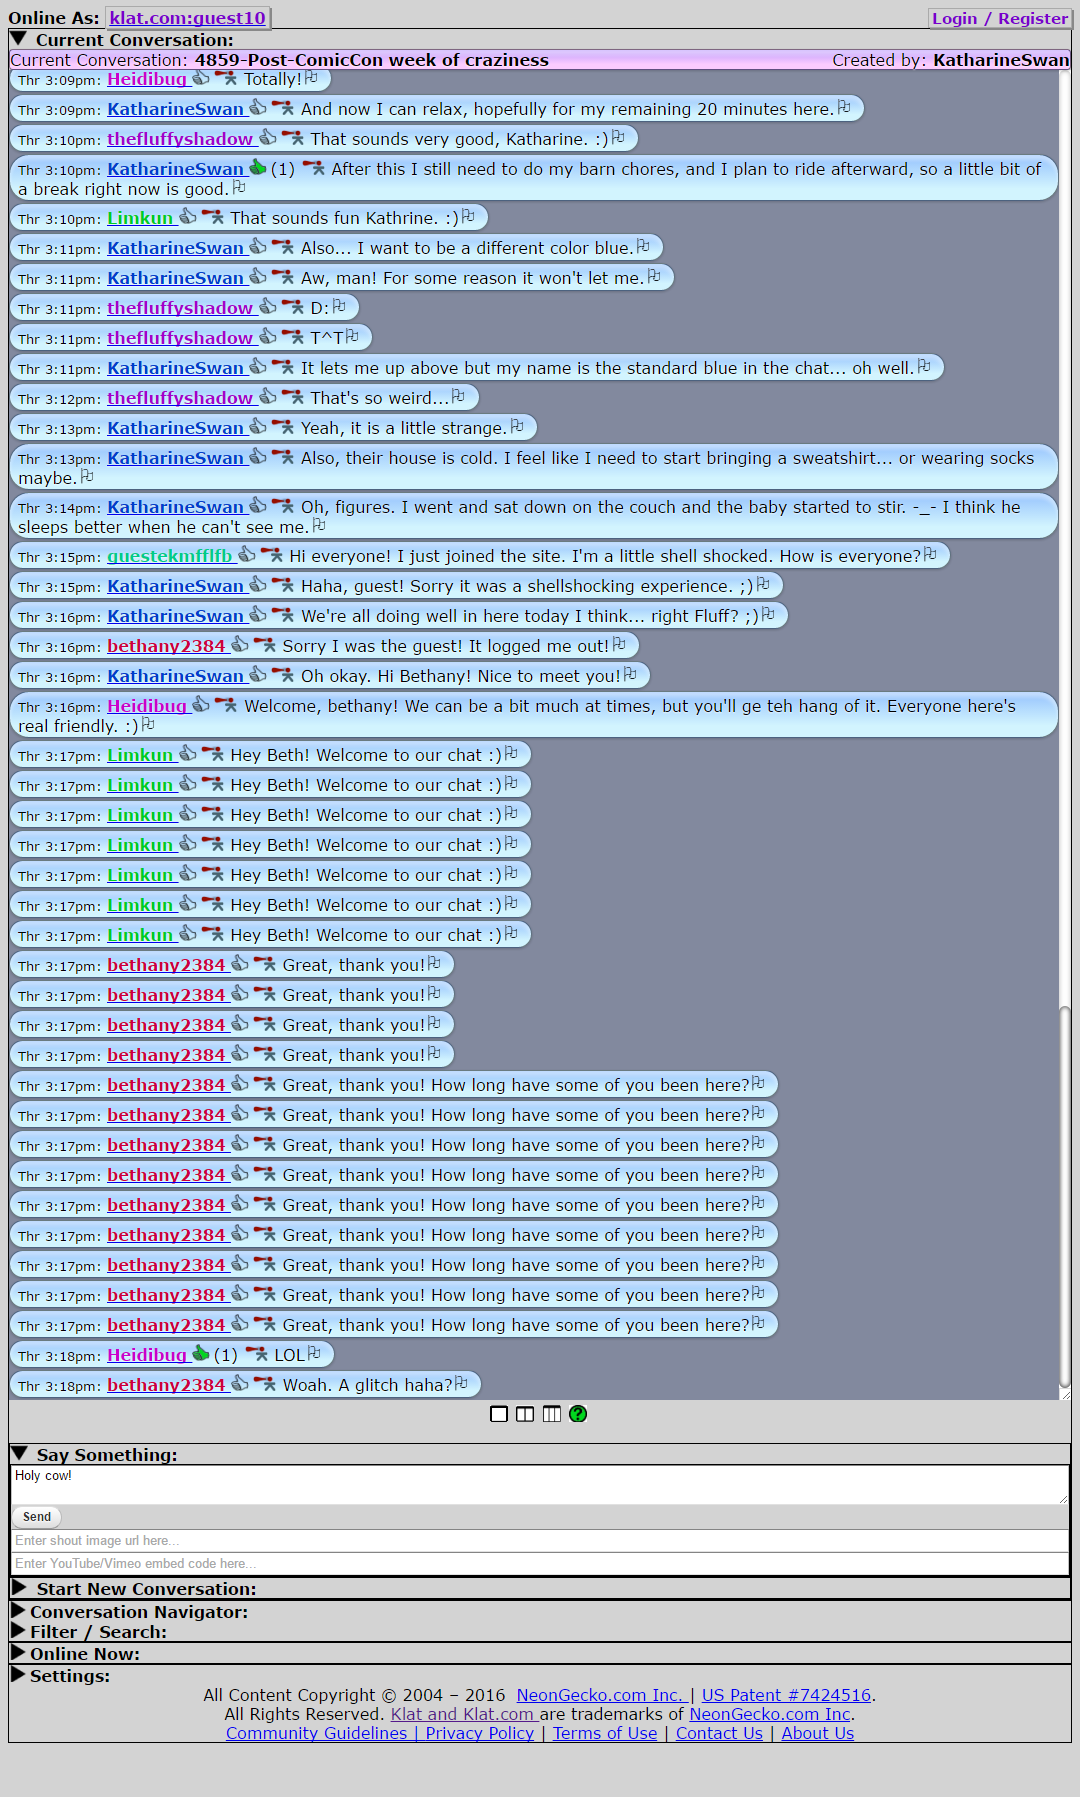 Online As: klat.com:guest10 Login / Register
Current Conversation:
Current Conversation: 4859-Post-ComicCon week of craziness Created by: KatharineSwan
Thr 3:09pm: Heidibug Totally!
Thr 3:09pm: KatharineSwan And now I can relax, hopefully for my remaining 20 minutes here.
Thr 3:10pm: thefluffyshadow That sounds very good, Katharine. :)
Thr 3:10pm: KatharineSwan (1) After this I still need to do my barn chores, and I plan to ride afterward, so a little bit of
a break right now is good.
Thr 3:10pm: Limkun That sounds fun Kathrine. :)
Thr 3:11pm: KatharineSwan Also... I want to be a different color blue.
Thr 3:11pm: KatharineSwan Aw, man! For some reason it won't let me.
Thr 3:11pm: thefluffyshadow D:
Thr 3:11pm: thefluffyshadow T^T
Thr 3:11pm: KatharineSwan It lets me up above but my name is the standard blue in the chat... oh well.
Thr 3:12pm: thefluffyshadow That's so weird...
Thr 3:13pm: KatharineSwan Yeah, it is a little strange.
Thr 3:13pm: KatharineSwan Also, their house is cold. I feel like I need to start bringing a sweatshirt... or wearing socks
maybe.
Thr 3:14pm: KatharineSwan Oh, figures. I went and sat down on the couch and the baby started to stir. -_- I think he
sleeps better when he can't see me.
Thr 3:15pm: guestekmfflfb Hi everyone! I just joined the site. I'm a little shell shocked. How is everyone?
Thr 3:15pm: KatharineSwan Haha, guest! Sorry it was a shellshocking experience. ;)
Thr 3:16pm: KatharineSwan We're all doing well in here today I think... right Fluff? ;)
Thr 3:16pm: bethany2384 Sorry I was the guest! It logged me out!
Thr 3:16pm: KatharineSwan Oh okay. Hi Bethany! Nice to meet you!
Thr 3:16pm: Heidibug Welcome, bethany! We can be a bit much at times, but you'll ge teh hang of it. Everyone here's
real friendly. :)
Thr 3:17pm: Limkun Hey Beth! Welcome to our chat :)
Thr 3:17pm: Limkun Hey Beth! Welcome to our chat :)
Thr 3:17pm: Limkun Hey Beth! Welcome to our chat :)
Thr 3:17pm: Limkun Hey Beth! Welcome to our chat :)
Thr 3:17pm: Limkun Hey Beth! Welcome to our chat :)
Thr 3:17pm: Limkun Hey Beth! Welcome to our chat :)
Thr 3:17pm: Limkun Hey Beth! Welcome to our chat :)
Thr 3:17pm: bethany2384 Great, thank you!
Thr 3:17pm: bethany2384 Great, thank you!
Thr 3:17pm: bethany2384 Great, thank you!
Thr 3:17pm: bethany2384 Great, thank you!
Thr 3:17pm: bethany2384 Great, thank you! How long have some of you been here?
Thr 3:17pm: bethany2384 Great, thank you! How long have some of you been here?
Thr 3:17pm: bethany2384 Great, thank you! How long have some of you been here?
Thr 3:17pm: bethany2384 Great, thank you! How long have some of you been here?
Thr 3:17pm: bethany2384 Great, thank you! How long have some of you been here?
Thr 3:17pm: bethany2384 Great, thank you! How long have some of you been here?
Thr 3:17pm: bethany2384 Great, thank you! How long have some of you been here?
Thr 3:17pm: bethany2384 Great, thank you! How long have some of you been here?
Thr 3:17pm: bethany2384 Great, thank you! How long have some of you been here?
Thr 3:18pm: Heidibug (1) LOL
Thr 3:18pm: bethany2384 Woah. A glitch haha?
?
Say Something:
Holy cow!
Send
Enter shout image url here...
Enter YouTube/Vimeo embed code here...
Start New Conversation:
Conversation Navigator:
Filter / Search:
Online Now:
Settings:
All Content Copyright © 2004 – 2016 NeonGecko.com Inc. | US Patent #7424516.
All Rights Reserved. Klat and Klat.com are trademarks of NeonGecko.com Inc.
Community Guidelines | Privacy Policy | Terms of Use | Contact Us | About Us